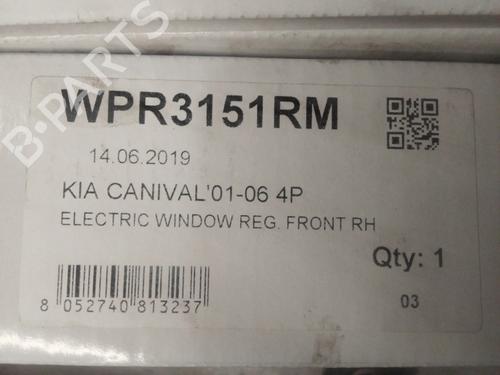 WPR3151RM
14.06.2019
KIA CANIVAL'01-06 4P
ELECTRIC WINDOW REG. FRONT RH
Qty: 1
8 052740 813237
03
B-PARTS